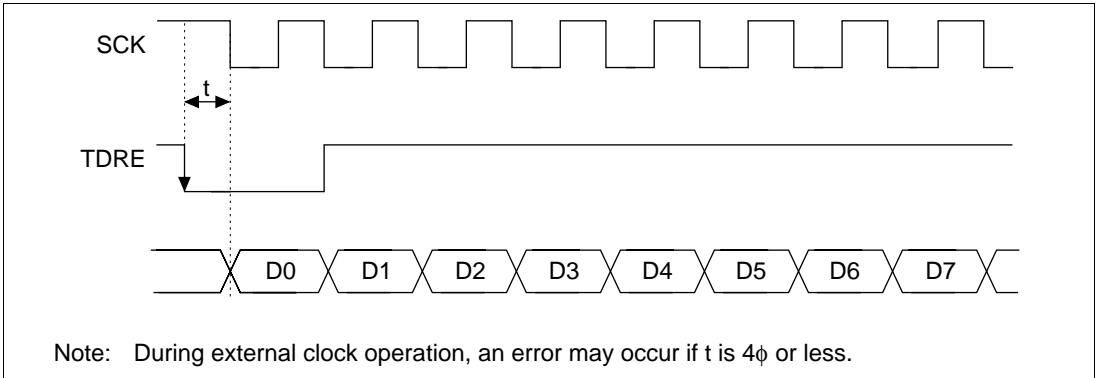 SCK
t
TDRE
D0 D1 D2 D3 D4 D5 D6 D7
Note: During external clock operation, an error may occur if t is 4ϕ or less.